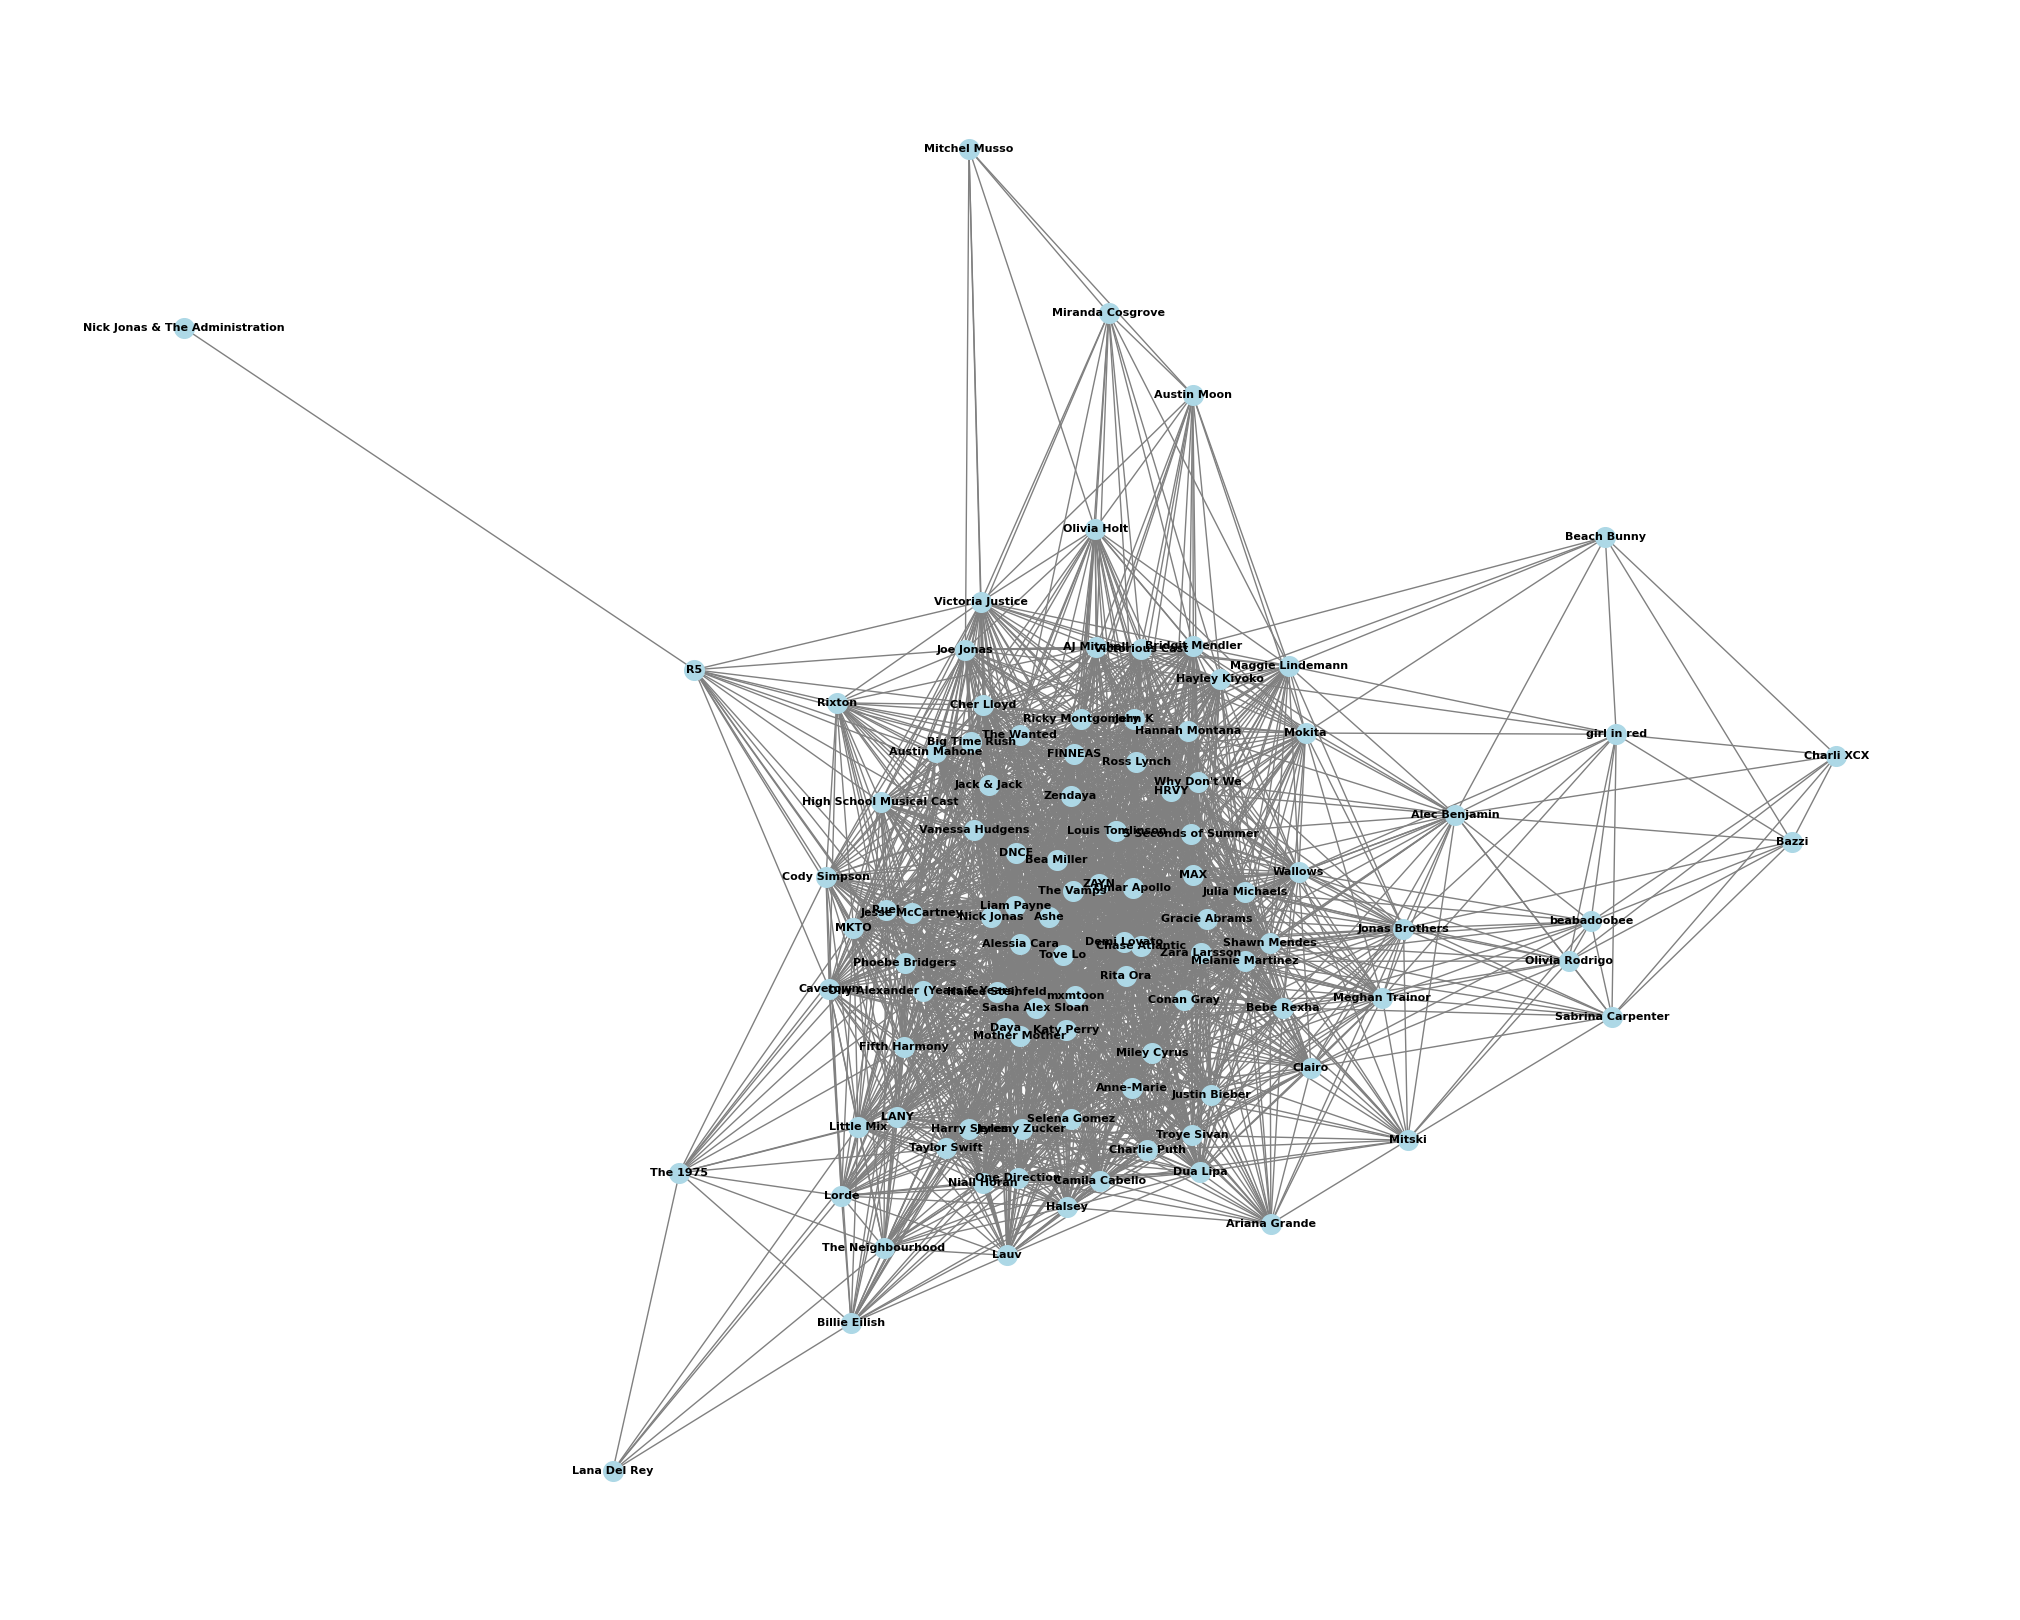 Mitchel Musso
Miranda Cosgrove
Nick Jonas & The Administration
Austin Moon
Olivia Holt
Beach Bunny
Victoria Justice
Joe Jonas
AJ Mitchell
Victorious Cast
Bridgit Mendler
Maggie Lindemann
R5
Hayley Kiyoko
Rixton
Cher Lloyd
Ricky Montgomery
John K
Hannah Montana
Mokita
girl in red
The Wanted
Big Time Rush
Austin Mahone
FINNEAS
Ross Lynch
Charli XCX
Jack & Jack
Why Don't We
HRVY
Zendaya
High School Musical Cast
Alec Benjamin
Vanessa Hudgens
Louis Tomlinson
5 Seconds of Summer
Bazzi
DNCE
Bea Miller
Cody Simpson
MAX
Wallows
ZAYN
The Vamps
Omar Apollo
Julia Michaels
Liam Payne
Ruel
Jesse McCartney
Nick Jonas
Ashe
Gracie Abrams
beabadoobee
MKTO
Jonas Brothers
Alessia Cara
Demi Lovato
Chase Atlantic
Shawn Mendes
Tove Lo
Zara Larsson
Melanie Martinez
Phoebe Bridgers
Olivia Rodrigo
Rita Ora
Cavetown
Olly Alexander (Years & Years)
Hailee Steinfeld
mxmtoon
Conan Gray
Meghan Trainor
Sasha Alex Sloan
Bebe Rexha
Sabrina Carpenter
Daya
Katy Perry
Mother Mother
Fifth Harmony
Miley Cyrus
Clairo
Anne-Marie
Justin Bieber
LANY
Little Mix
Harry Styles
Jeremy Zucker
Selena Gomez
Troye Sivan
Mitski
Taylor Swift
Charlie Puth
The 1975
Dua Lipa
One Direction
Niall Horan
Camila Cabello
Lorde
Halsey
Ariana Grande
The Neighbourhood
Lauv
Billie Eilish
Lana Del Rey